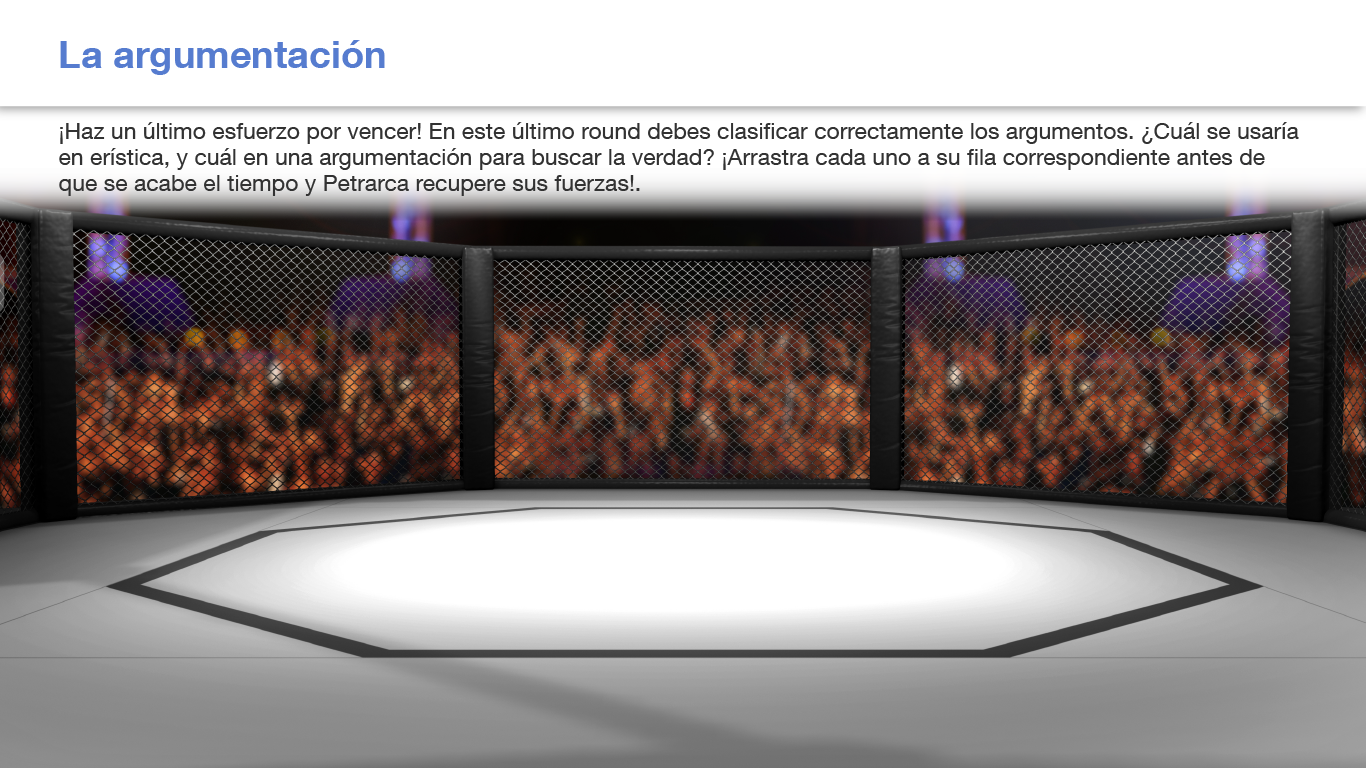 La argumentación
¡Haz un último esfuerzo por vencer! En este último round debes clasificar correctamente los argumentos. ¿Cuál se usaría
en erística, y cuál en una argumentación para buscar la verdad? ¡Arrastra cada uno a su fila correspondiente antes de
que se acabe el tiempo y Petrarca recupere sus fuerzas!.